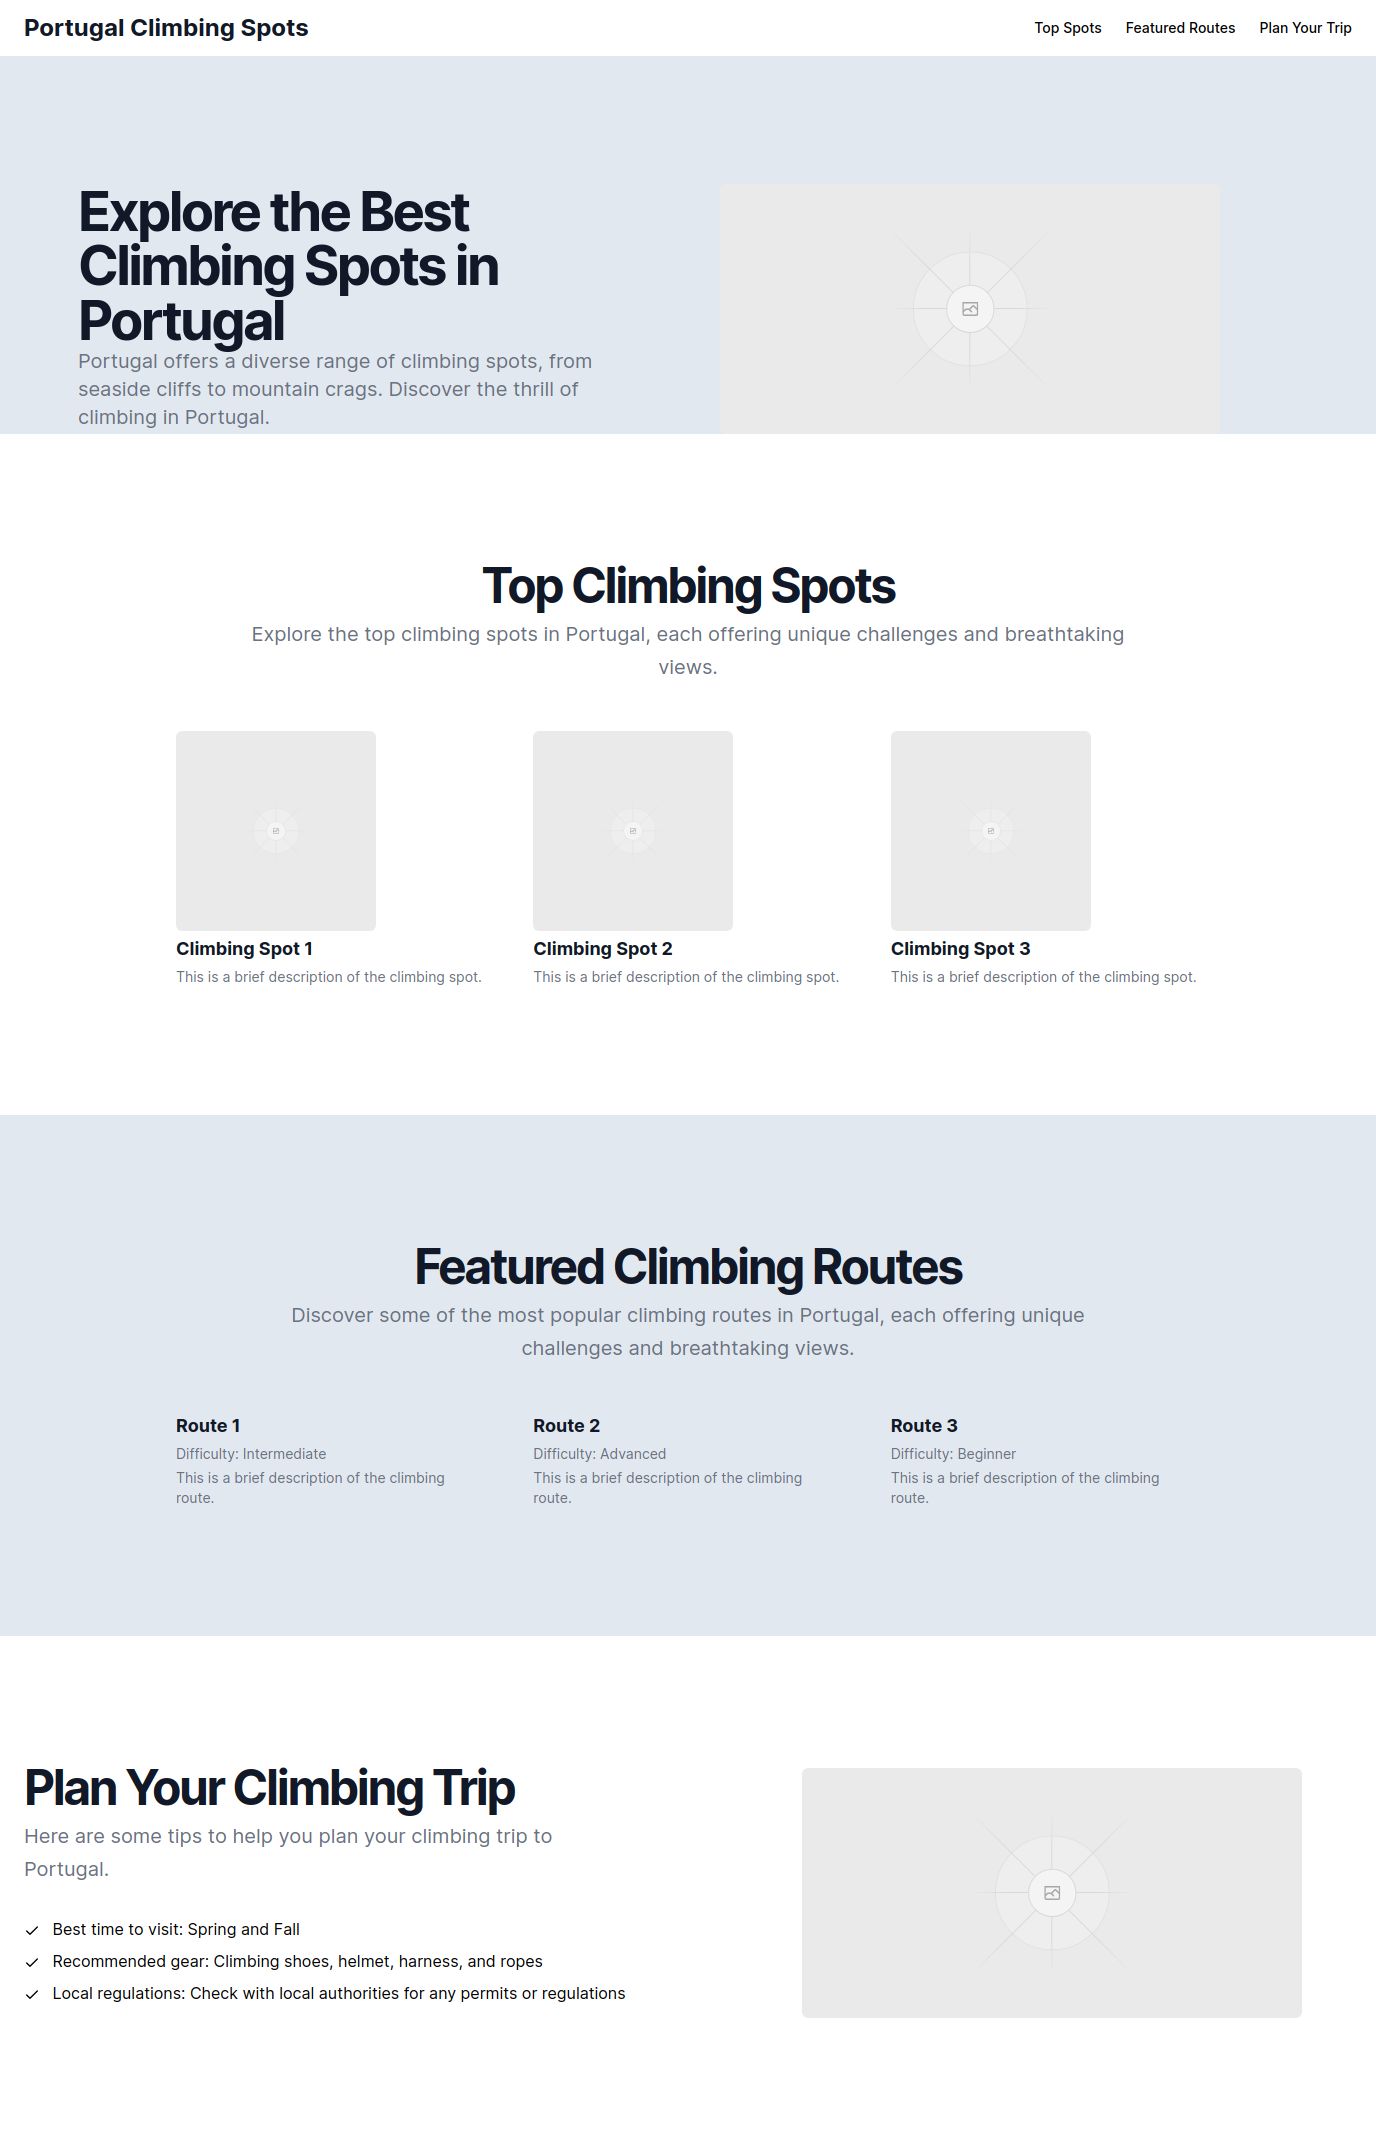 Portugal Climbing Spots
Top Spots
Featured Routes
Plan Your Trip
Explore the Best
Climbing Spots in
Portugal
Portugal offers a diverse range of climbing spots, from
seaside cliffs to mountain crags. Discover the thrill of
climbing in Portugal.
Top Climbing Spots
Explore the top climbing spots in Portugal, each offering unique challenges and breathtaking
views.
Climbing Spot 1
This is a brief description of the climbing spot.
Climbing Spot 2
This is a brief description of the climbing spot.
Climbing Spot 3
This is a brief description of the climbing spot.
Featured Climbing Routes
Discover some of the most popular climbing routes in Portugal, each offering unique
challenges and breathtaking views.
Route 1
Difficulty: Intermediate
This is a brief description of the climbing
route.
Route 2
Difficulty: Advanced
This is a brief description of the climbing
route.
Route 3
Difficulty: Beginner
This is a brief description of the climbing
route.
Plan Your Climbing Trip
Here are some tips to help you plan your climbing trip to
Portugal.
Best time to visit: Spring and Fall
Recommended gear: Climbing shoes, helmet, harness, and ropes
Local regulations: Check with local authorities for any permits or regulations